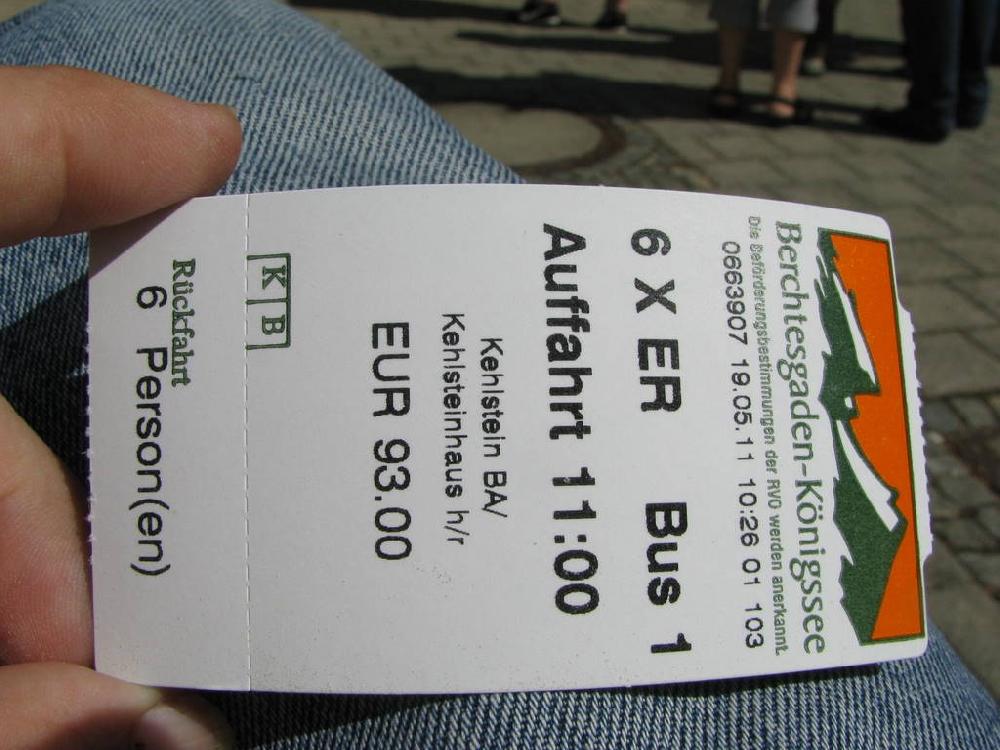 Berchtesgaden-Königssee
Die Beförderungsbestimmungen der RVO werden anerkannt.
0663907 19.05.11 10:26 01 103
6 X ER Bus 1
Auffahrt 11:00
Kehlstein BA/
Kehlsteinhaus h/r
EUR 93.00
K B
Rückfahrt
6 Person(en)